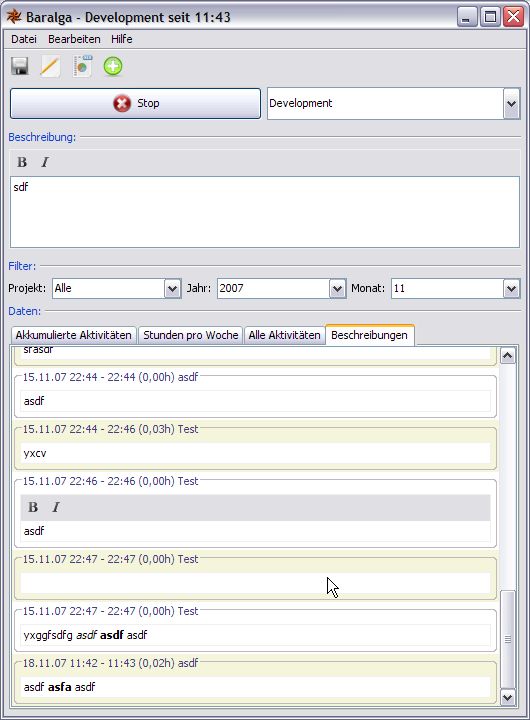 Baralga - Development seit 11:43
Datei Bearbeiten Hilfe
Stop Development
Beschreibung:
B I
sdf
Filter:
Projekt: Alle Jahr: 2007 Monat: 11
Daten:
Akkumulierte Aktivitäten Stunden pro Woche Alle Aktivitäten Beschreibungen
srasdf
15.11.07 22:44 - 22:44 (0,00h) asdf
asdf
15.11.07 22:44 - 22:46 (0,03h) Test
yxcv
15.11.07 22:46 - 22:46 (0,00h) Test
B I
asdf
15.11.07 22:47 - 22:47 (0,00h) Test
15.11.07 22:47 - 22:47 (0,00h) Test
yxggfsdfg asdf asdf asdf
18.11.07 11:42 - 11:43 (0,02h) asdf
asdf asfa asdf